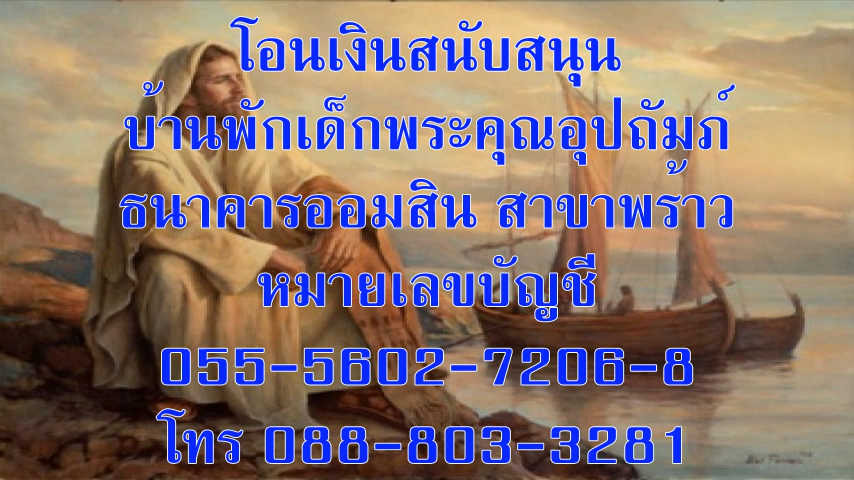 โอนเงินสนับสนุน
บ้านพักเด็กพระคุณอุปถัมภ์
ธนาคารออมสิน สาขาพร้าว
หมายเลขบัญชี
055-5602-7206-8
โทร 088-803-3281